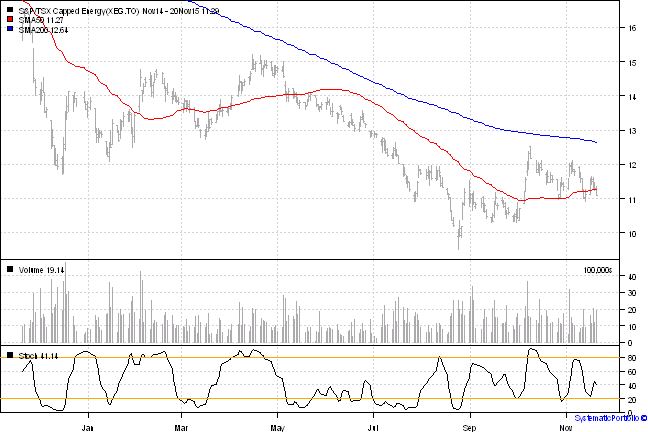 S&P/TSX Capped Energy(XEG.TO) Nov14 - 20Nov15 11.29
SMA50 11.27
SMA200 12.64
16
15
14
13
12
11
10
Volume 19.14
100,000s
40
30
20
10
0
Stoch 41.14
80
60
40
20
0
Jan
Mar
May
Jul
Sep
Nov
SystematicPortfolio ©